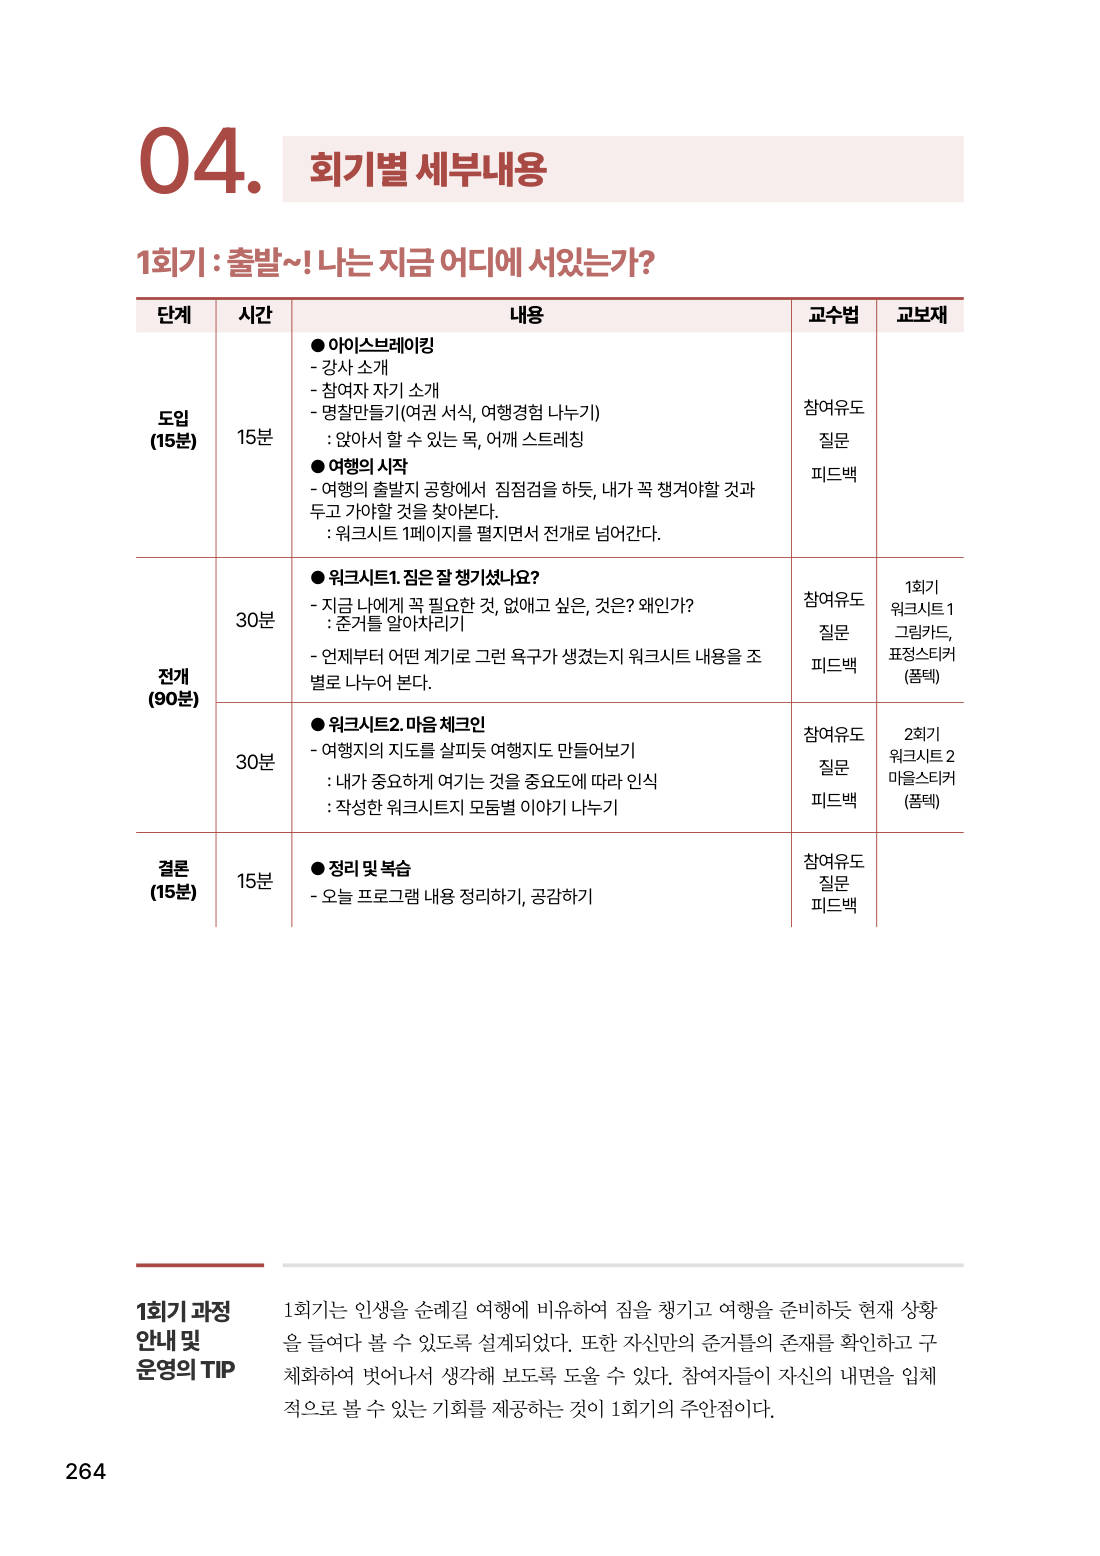 04. 회기별 세부내용
1회기 : 출발~! 나는 지금 어디에 서있는가?
단계 시간 내용 교수법 교보재
도입
(15분)
15분
● 아이스브레이킹
- 강사 소개
- 참여자 자기 소개
- 명찰만들기(여권 서식, 여행경험 나누기)
: 앉아서 할 수 있는 목, 어깨 스트레칭
● 여행의 시작
- 여행의 출발지 공항에서 짐점검을 하듯, 내가 꼭 챙겨야할 것과
두고 가야할 것을 찾아본다.
: 워크시트 1페이지를 펼지면서 전개로 넘어간다.
참여유도
질문
피드백
전개
(90분)
30분
● 워크시트1. 짐은 잘 챙기셨나요?
- 지금 나에게 꼭 필요한 것, 없애고 싶은, 것은? 왜인가?
: 준거틀 알아차리기
- 언제부터 어떤 계기로 그런 욕구가 생겼는지 워크시트 내용을 조
별로 나누어 본다.
참여유도
질문
피드백
1회기
워크시트 1
그림카드,
표정스티커
(폼텍)
30분
● 워크시트2. 마음 체크인
- 여행지의 지도를 살피듯 여행지도 만들어보기
: 내가 중요하게 여기는 것을 중요도에 따라 인식
: 작성한 워크시트지 모둠별 이야기 나누기
참여유도
질문
피드백
2회기
워크시트 2
마을스티커
(폼텍)
결론
(15분)
15분
● 정리 및 복습
- 오늘 프로그램 내용 정리하기, 공감하기
참여유도
질문
피드백
1회기 과정
안내 및
운영의 TIP
1회기는 인생을 순례길 여행에 비유하여 짐을 챙기고 여행을 준비하듯 현재 상황
을 들여다 볼 수 있도록 설계되었다. 또한 자신만의 준거틀의 존재를 확인하고 구
체화하여 벗어나서 생각해 보도록 도울 수 있다. 참여자들이 자신의 내면을 입체
적으로 볼 수 있는 기회를 제공하는 것이 1회기의 주안점이다.
264